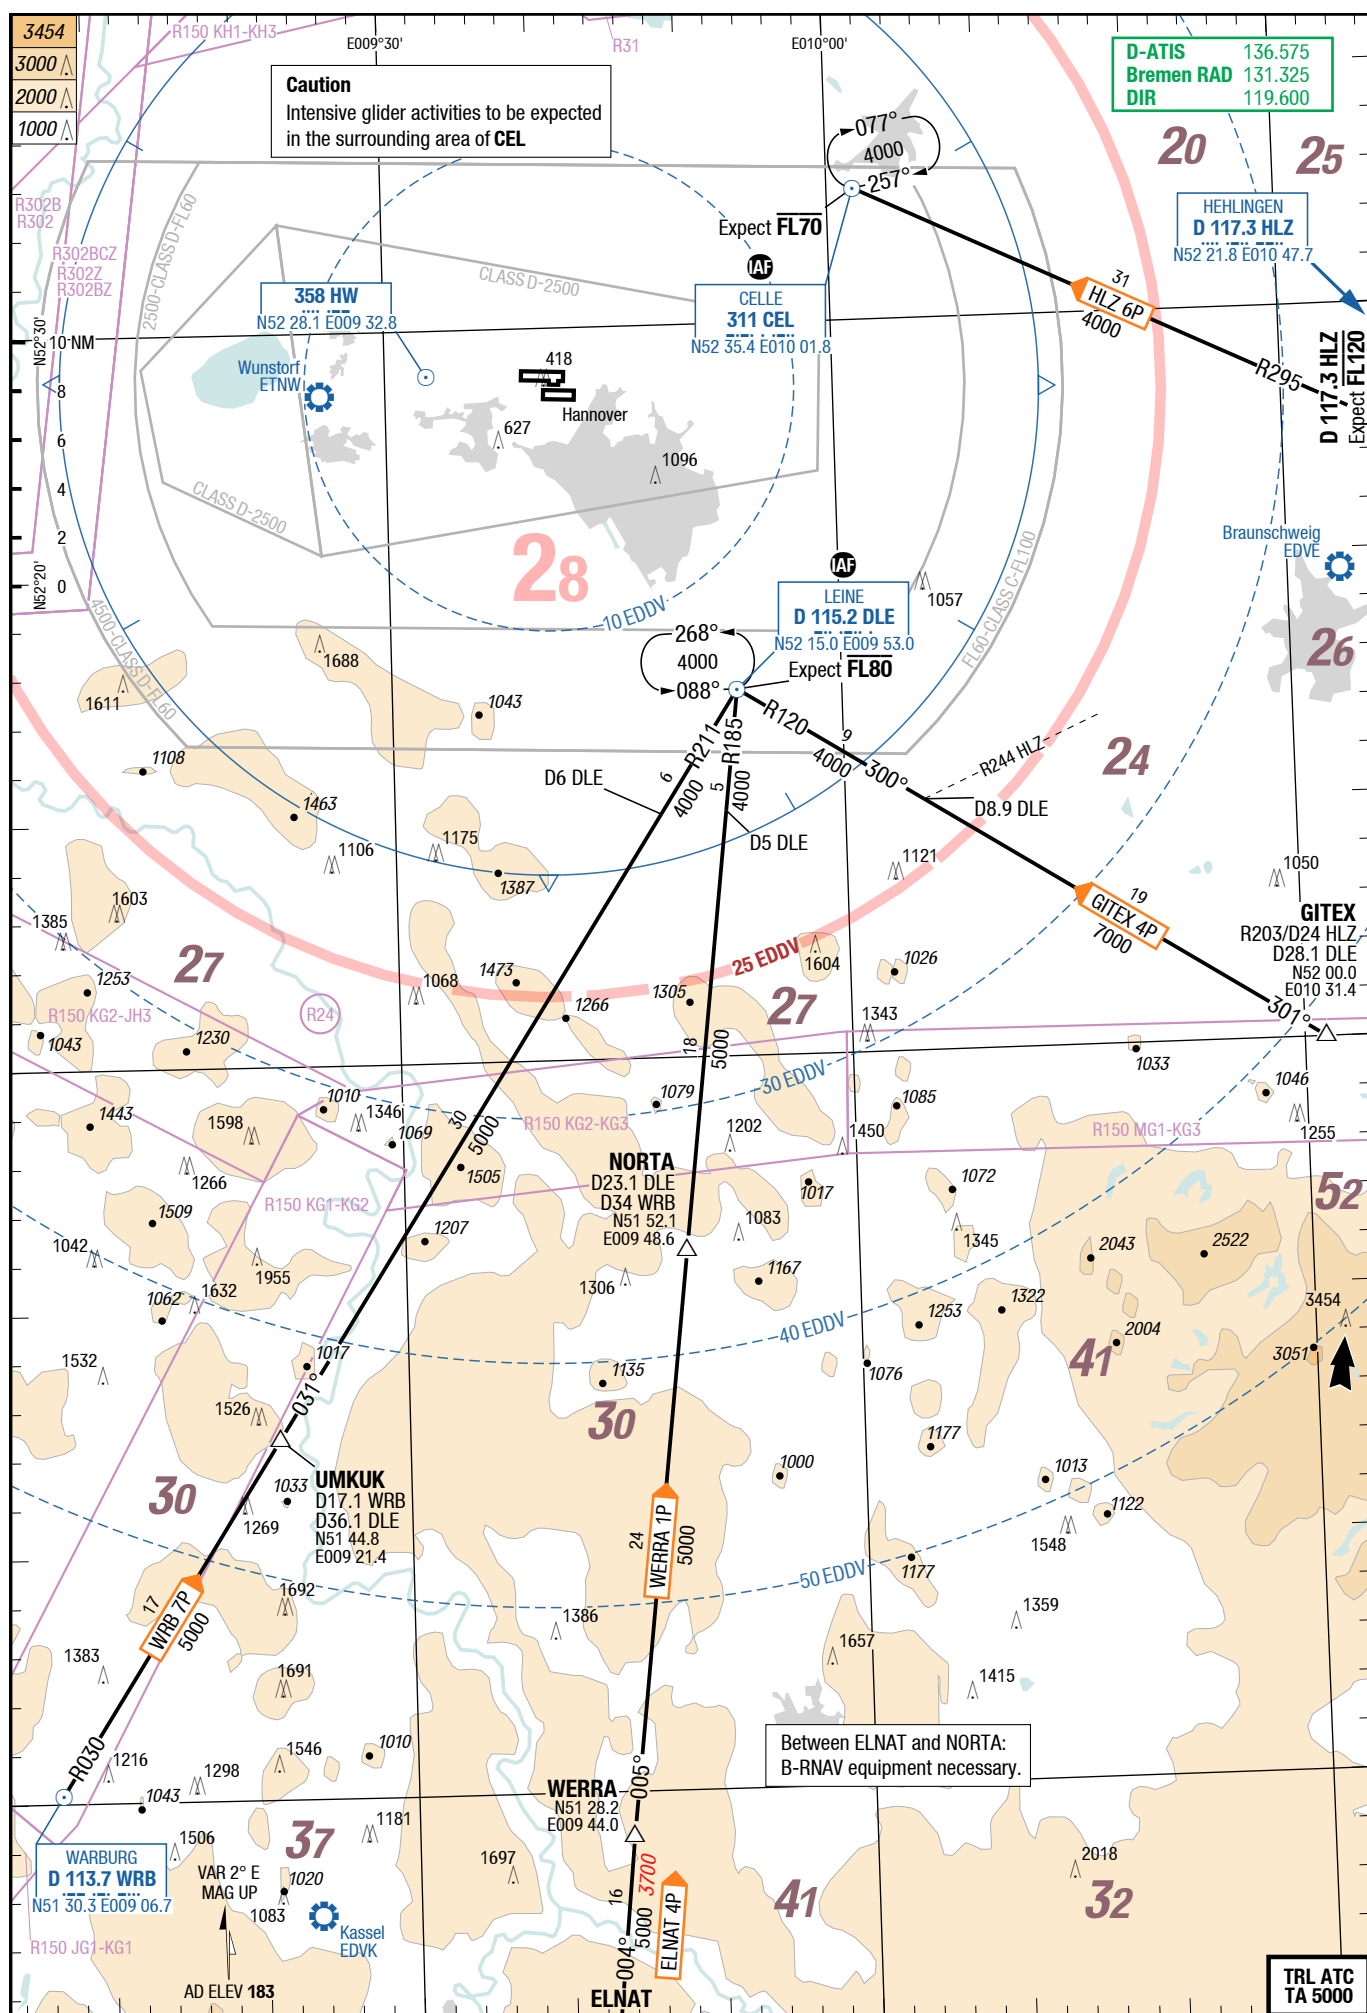 3454
3000
2000
1000
R150 KH1-KH3
E009°30'
R31
E010°00'
D-ATIS 136.575
Bremen RAD 131.325
DIR 119.600
Caution
Intensive glider activities to be expected
in the surrounding area of CEL
077°
4000
257°
20
25
R302B
R302
R302BCZ
R302Z
R302BZ
2500-CLASS D-FL60
Expect FL70
HEHLINGEN
D 117.3 HLZ
N52 21.8 E010 47.7
CLASS D-2500
IAF
358 HW
N52 28.1 E009 32.8
CELLE
311 CEL
N52 35.4 E010 01.8
31
HLZ 6P
4000
R295
D 117.3 HLZ
Expect FL120
N52°30'
10 NM
8
6
4
2
0
N52°20'
Wunstorf
ETNW
418
Hannover
627
1096
CLASS D-2500
28
10 EDDV
4500-CLASS D-FL60
FL60-CLASS C-FL100
Braunschweig
EDVE
IAF
LEINE
D 115.2 DLE
N52 15.0 E009 53.0
1057
268°
4000
088°
Expect FL80
26
1688
1611
1043
R211
R185
R120
9
4000
300°
R244 HLZ
24
1108
D6 DLE
6
4000
5
4000
D8.9 DLE
D5 DLE
1463
1106
1175
1387
1121
1050
19
GITEX 4P
7000
GITEX
R203/D24 HLZ
D28.1 DLE
N52 00.0
E010 31.4
301°
1603
1385
27
25 EDDV
1604
1026
1253
R150 KG2-JH3
R24
1068
1473
1266
1305
27
1343
1043
1230
18
5000
30 EDDV
1033
1046
1010
1079
1085
1443
1598
1346
1069
30
5000
R150 KG2-KG3
1202
1450
R150 MG1-KG3
1255
1266
1505
NORTA
D23.1 DLE
D34 WRB
N51 52.1
E009 48.6
1017
1072
52
R150 KG1-KG2
1509
1207
1083
1345
2043
2522
1042
1955
1306
1167
1062
1632
1253
1322
3454
40 EDDV
2004
3051
1532
1017
1135
1076
41
031°
30
1526
1177
30
UMKUK
D17.1 WRB
D36.1 DLE
N51 44.8
E009 21.4
1033
1269
1000
1013
1122
1548
24
WERRA 1P
5000
50 EDDV
1177
17
WRB 7P
5000
1692
1386
1359
1657
1383
1691
1415
R030
1216
1298
1546
1010
005°
Between ELNAT and NORTA:
B-RNAV equipment necessary.
WERRA
N51 28.2
E009 44.0
1043
1506
37
1181
WARBURG
D 113.7 WRB
N51 30.3 E009 06.7
VAR 2° E
MAG UP
1020
1083
1697
16
3700
5000
ELNAT 4P
2018
41
32
Kassel
EDVK
R150 JG1-KG1
004°
AD ELEV 183
ELNAT
TRL ATC
TA 5000